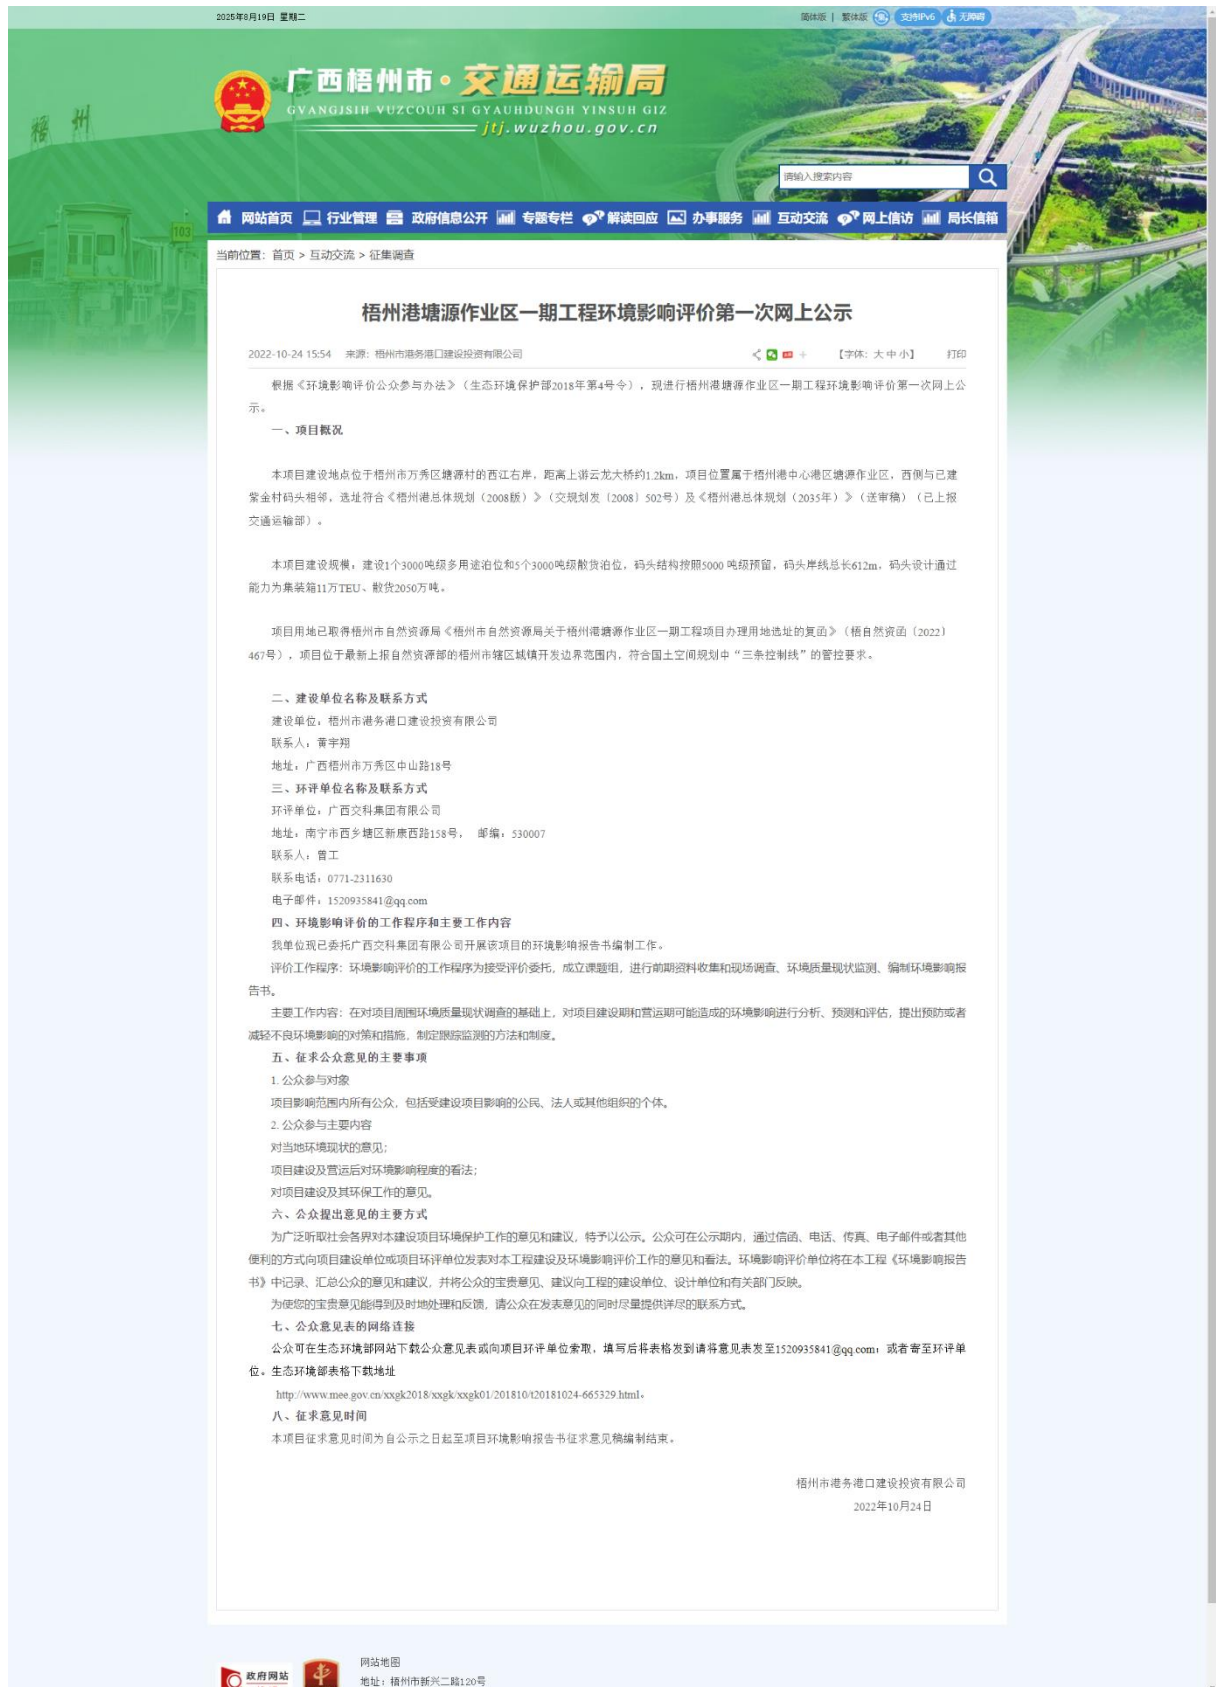 2025年8月19日 星期二
简体版 | 繁体版 支持IPv6 无障碍
广西梧州市·交通运输局
GVANGJSIH VUZCOUH SI GYAUHDUNGH YINSUH GIZ
jtj.wuzhou.gov.cn
梧州
103
请输入搜索内容
网站首页 行业管理 政府信息公开 专题专栏 解读回应 办事服务 互动交流 网上信访 局长信箱
当前位置：首页 > 互动交流 > 征集调查
梧州港塘源作业区一期工程环境影响评价第一次网上公示
2022-10-24 15:54 来源：梧州市港务港口建设投资有限公司 【字体：大 中 小】 打印
根据《环境影响评价公众参与办法》（生态环境保护部2018年第4号令），现进行梧州港塘源作业区一期工程环境影响评价第一次网上公
示。
一、项目概况
本项目建设地点位于梧州市万秀区塘源村的西江右岸，距离上游云龙大桥约1.2km，项目位置属于梧州港中心港区塘源作业区，西侧与已建
紫金村码头相邻，选址符合《梧州港总体规划（2008版）》（交规划发〔2008〕502号）及《梧州港总体规划（2035年）》（送审稿）（已上报
交通运输部）。
本项目建设规模：建设1个3000吨级多用途泊位和5个3000吨级散货泊位，码头结构按照5000 吨级预留，码头岸线总长612m，码头设计通过
能力为集装箱11万TEU、散货2050万吨。
项目用地已取得梧州市自然资源局《梧州市自然资源局关于梧州港塘源作业区一期工程项目办理用地选址的复函》（梧自然资函〔2022〕
467号），项目位于最新上报自然资源部的梧州市辖区城镇开发边界范围内，符合国土空间规划中“三条控制线”的管控要求。
二、建设单位名称及联系方式
建设单位：梧州市港务港口建设投资有限公司
联系人：黄宇翔
地址：广西梧州市万秀区中山路18号
三、环评单位名称及联系方式
环评单位：广西交科集团有限公司
地址：南宁市西乡塘区新康西路158号， 邮编：530007
联系人：曾工
联系电话：0771-2311630
电子邮件：1520935841@qq.com
四、环境影响评价的工作程序和主要工作内容
我单位现已委托广西交科集团有限公司开展该项目的环境影响报告书编制工作。
评价工作程序：环境影响评价的工作程序为接受评价委托，成立课题组，进行前期资料收集和现场调查、环境质量现状监测、编制环境影响报
告书。
主要工作内容：在对项目周围环境质量现状调查的基础上，对项目建设期和营运期可能造成的环境影响进行分析、预测和评估，提出预防或者
减轻不良环境影响的对策和措施，制定跟踪监测的方法和制度。
五、征求公众意见的主要事项
1. 公众参与对象
项目影响范围内所有公众，包括受建设项目影响的公民、法人或其他组织的个体。
2. 公众参与主要内容
对当地环境现状的意见；
项目建设及营运后对环境影响程度的看法；
对项目建设及其环保工作的意见。
六、公众提出意见的主要方式
为广泛听取社会各界对本建设项目环境保护工作的意见和建议，特予以公示。公众可在公示期内，通过信函、电话、传真、电子邮件或者其他
便利的方式向项目建设单位或项目环评单位发表对本工程建设及环境影响评价工作的意见和看法。环境影响评价单位将在本工程《环境影响报告
书》中记录、汇总公众的意见和建议，并将公众的宝贵意见、建议向工程的建设单位、设计单位和有关部门反映。
为使您的宝贵意见能得到及时地处理和反馈，请公众在发表意见的同时尽量提供详尽的联系方式。
七、公众意见表的网络连接
公众可在生态环境部网站下载公众意见表或向项目环评单位索取，填写后将表格发到请将意见表发至1520935841@qq.com；或者寄至环评单
位。生态环境部表格下载地址
http://www.mee.gov.cn/xxgk2018/xxgk/xxgk01/201810/t20181024-665329.html。
八、征求意见时间
本项目征求意见时间为自公示之日起至项目环境影响报告书征求意见稿编制结束。
梧州市港务港口建设投资有限公司
2022年10月24日
政府网站
网站地图
地址：梧州市新兴二路120号